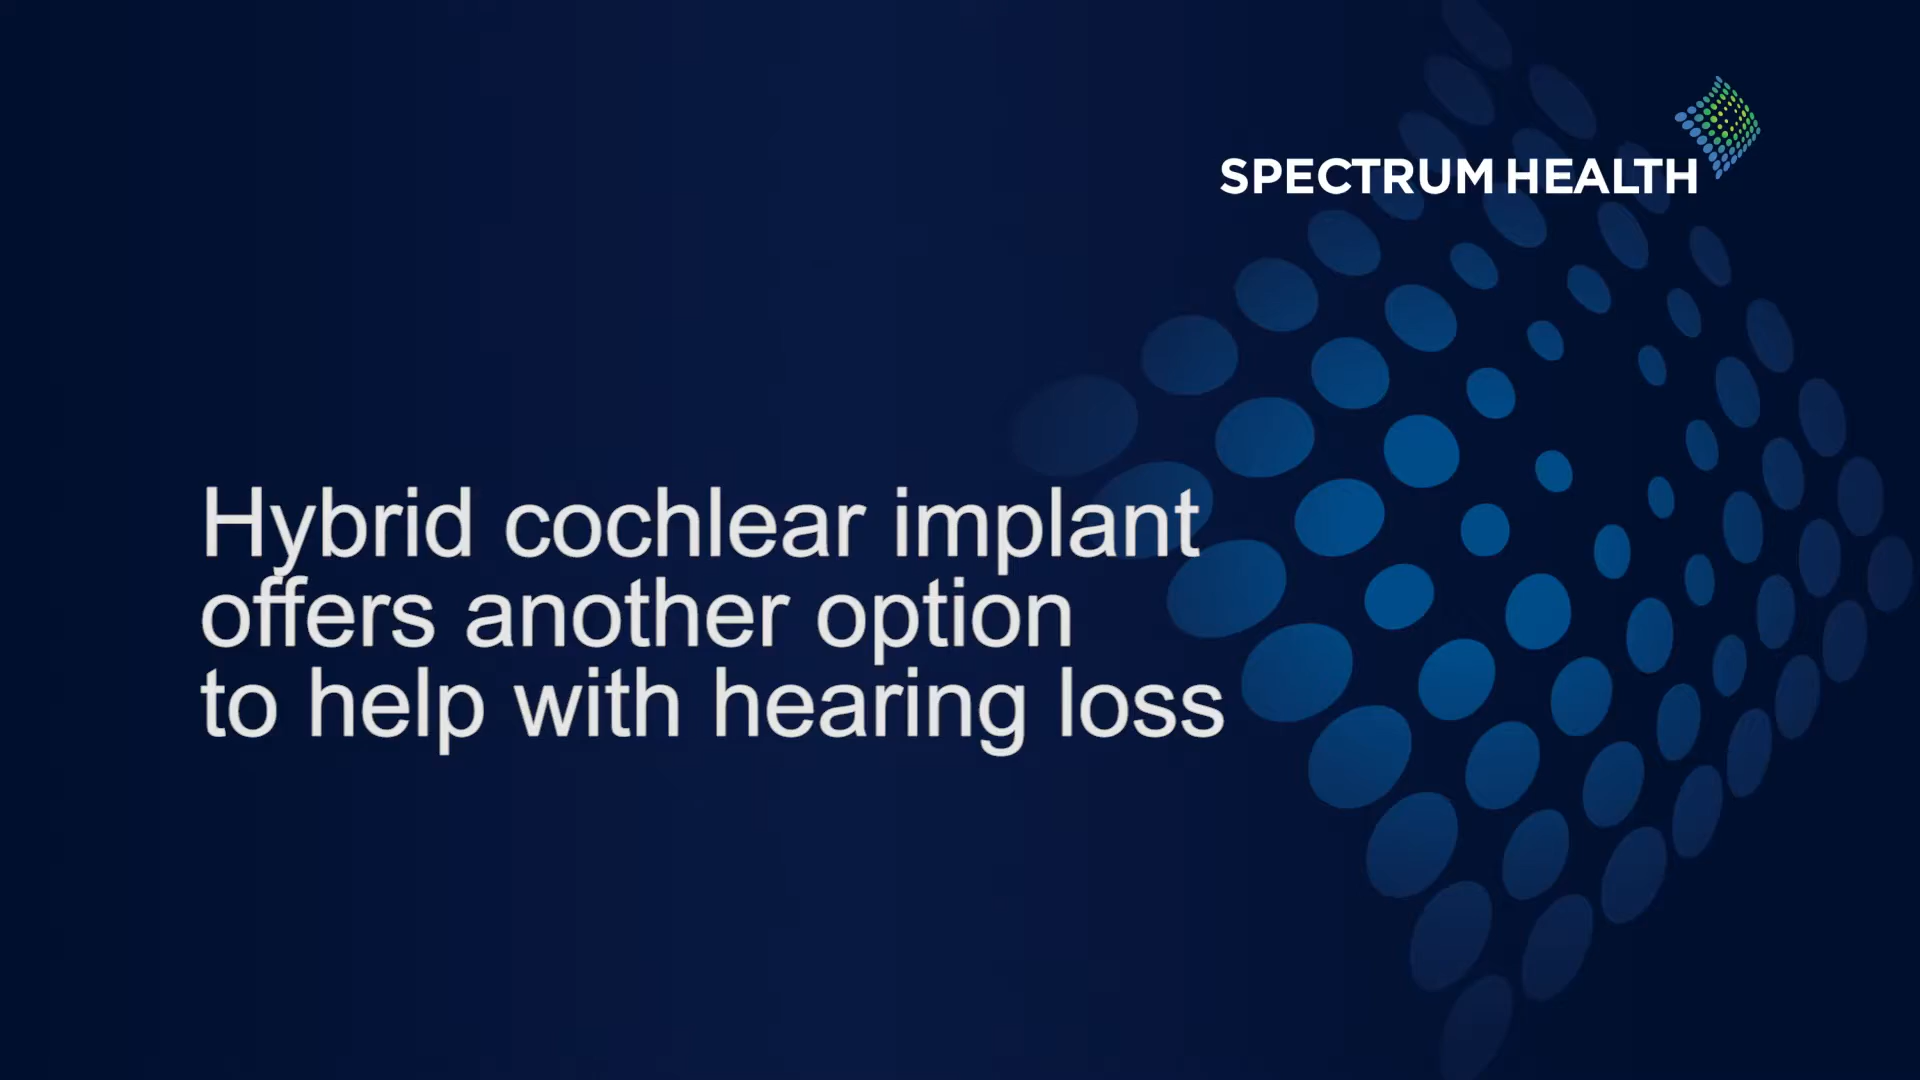 SPECTRUM HEALTH
Hybrid cochlear implant
offers another option
to help with hearing loss